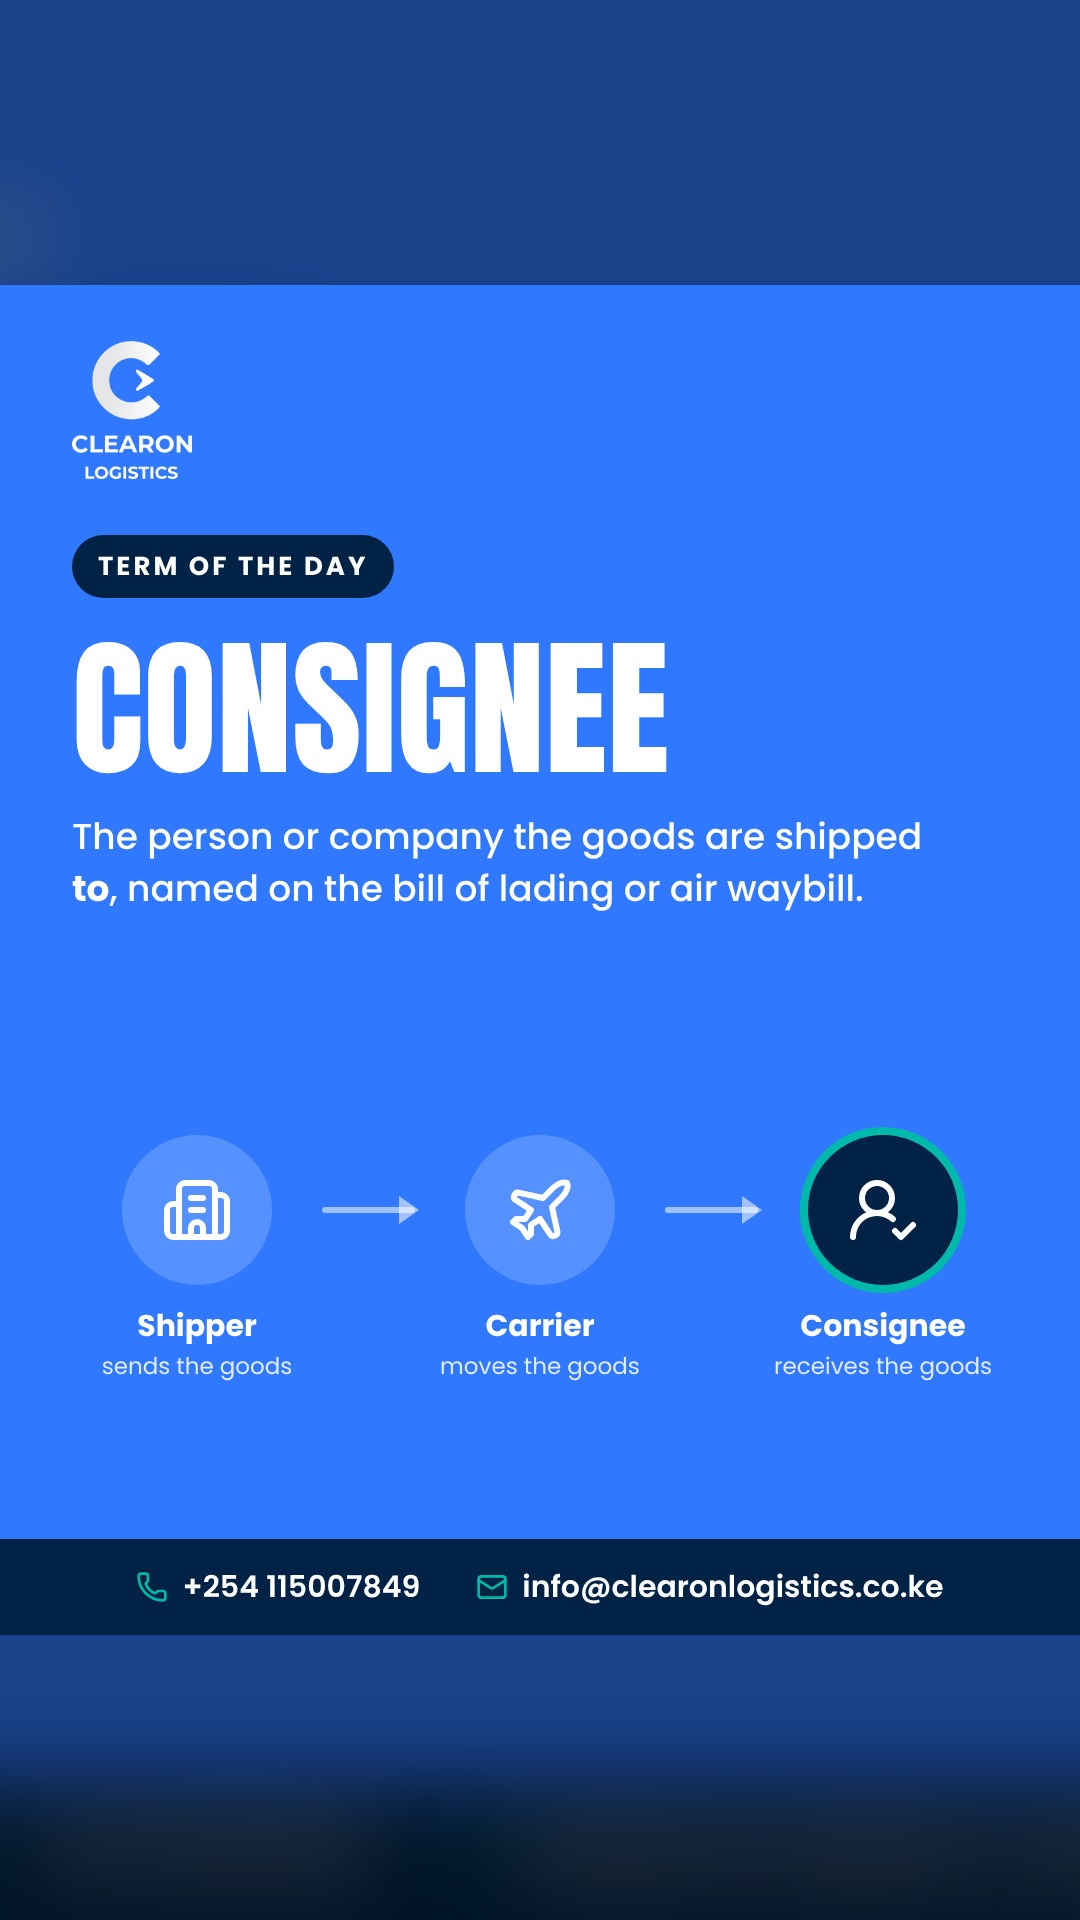 CLEARON
LOGISTICS
TERM OF THE DAY
CONSIGNEE
The person or company the goods are shipped
to, named on the bill of lading or air waybill.
Shipper
sends the goods
Carrier
moves the goods
Consignee
receives the goods
+254 115007849
info@clearonlogistics.co.ke